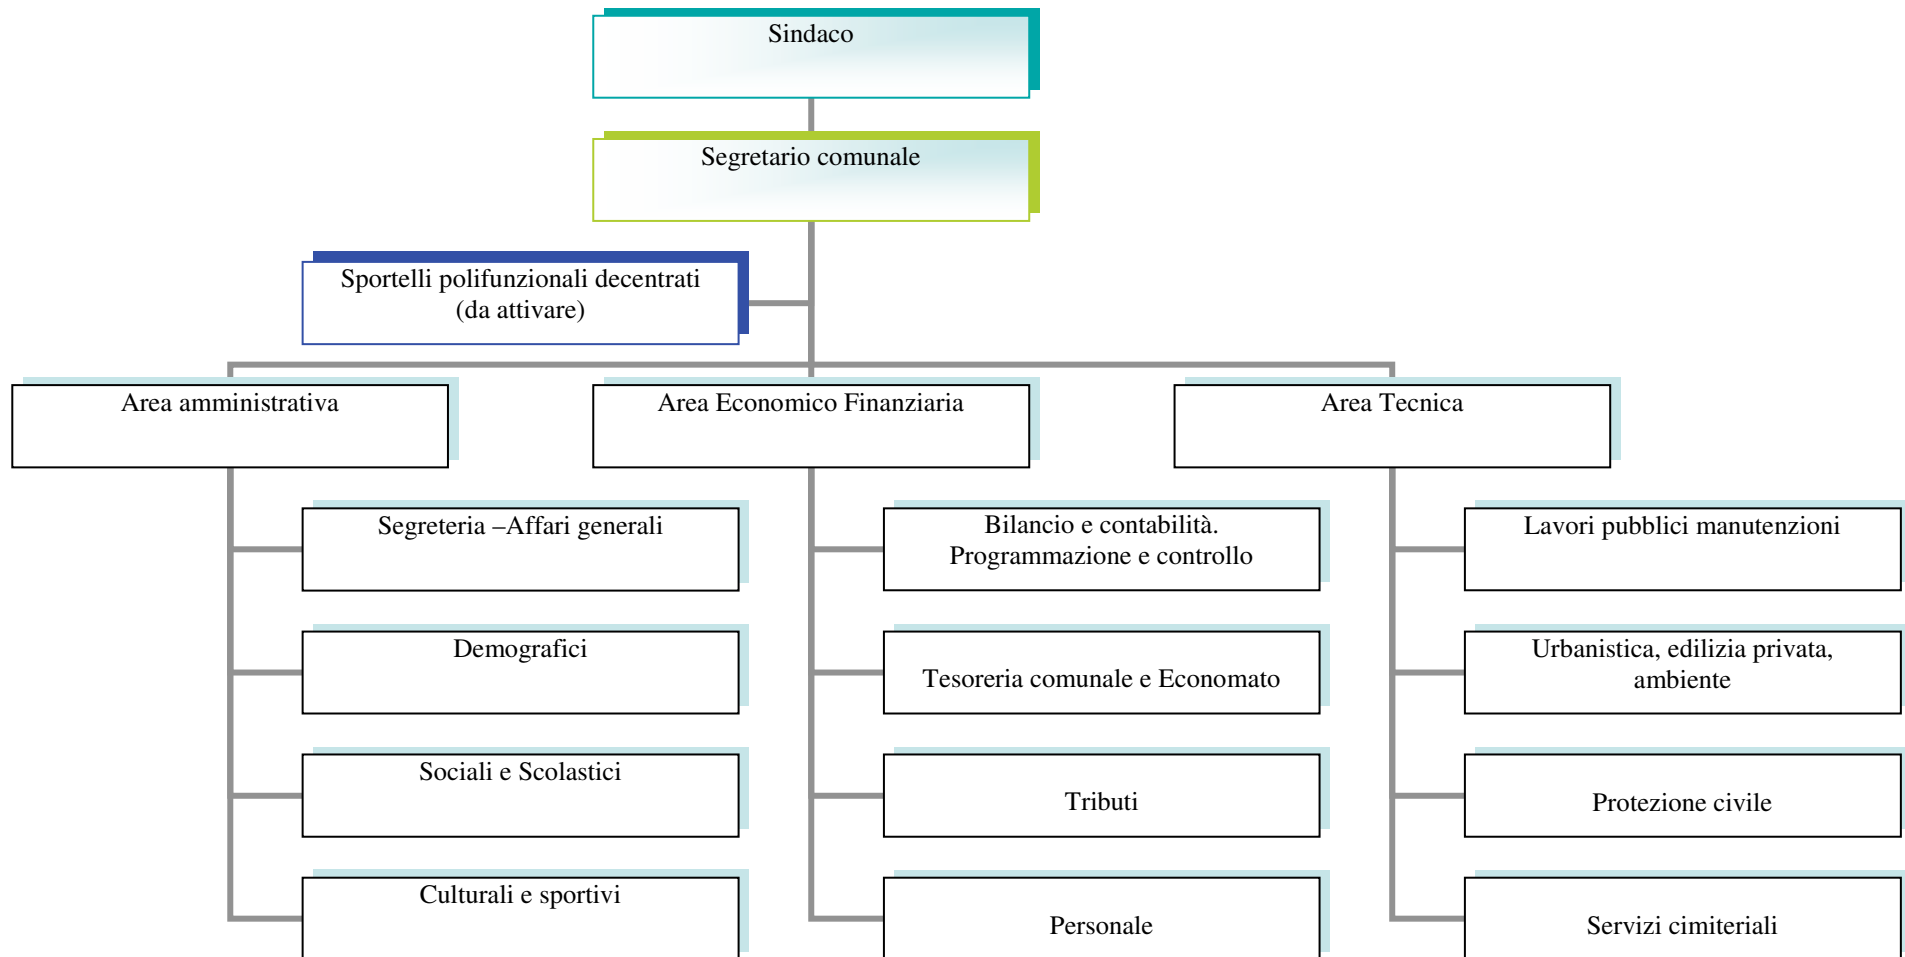 Sindaco
Segretario comunale
Sportelli polifunzionali decentrati
(da attivare)
Area amministrativa
Area Economico Finanziaria
Area Tecnica
Segreteria –Affari generali
Bilancio e contabilità.
Programmazione e controllo
Lavori pubblici manutenzioni
Demografici
Tesoreria comunale e Economato
Urbanistica, edilizia privata,
ambiente
Sociali e Scolastici
Tributi
Protezione civile
Culturali e sportivi
Personale
Servizi cimiteriali